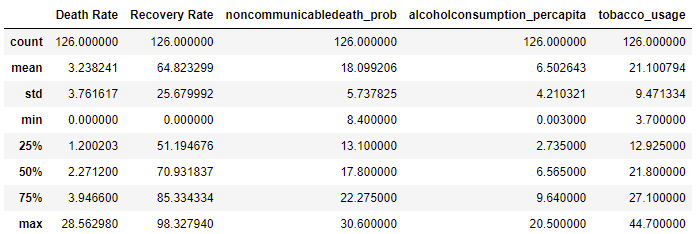 Death Rate Recovery Rate noncommunicabledeath_prob alcoholconsumption_percapita tobacco_usage
count 126.000000 126.000000 126.000000 126.000000 126.000000
mean 3.238241 64.823299 18.099206 6.502643 21.100794
std 3.761617 25.679992 5.737825 4.210321 9.471334
min 0.000000 0.000000 8.400000 0.003000 3.700000
25% 1.200203 51.194676 13.100000 2.735000 12.925000
50% 2.271200 70.931837 17.800000 6.565000 21.800000
75% 3.946600 85.334334 22.275000 9.640000 27.100000
max 28.562980 98.327940 30.600000 20.500000 44.700000